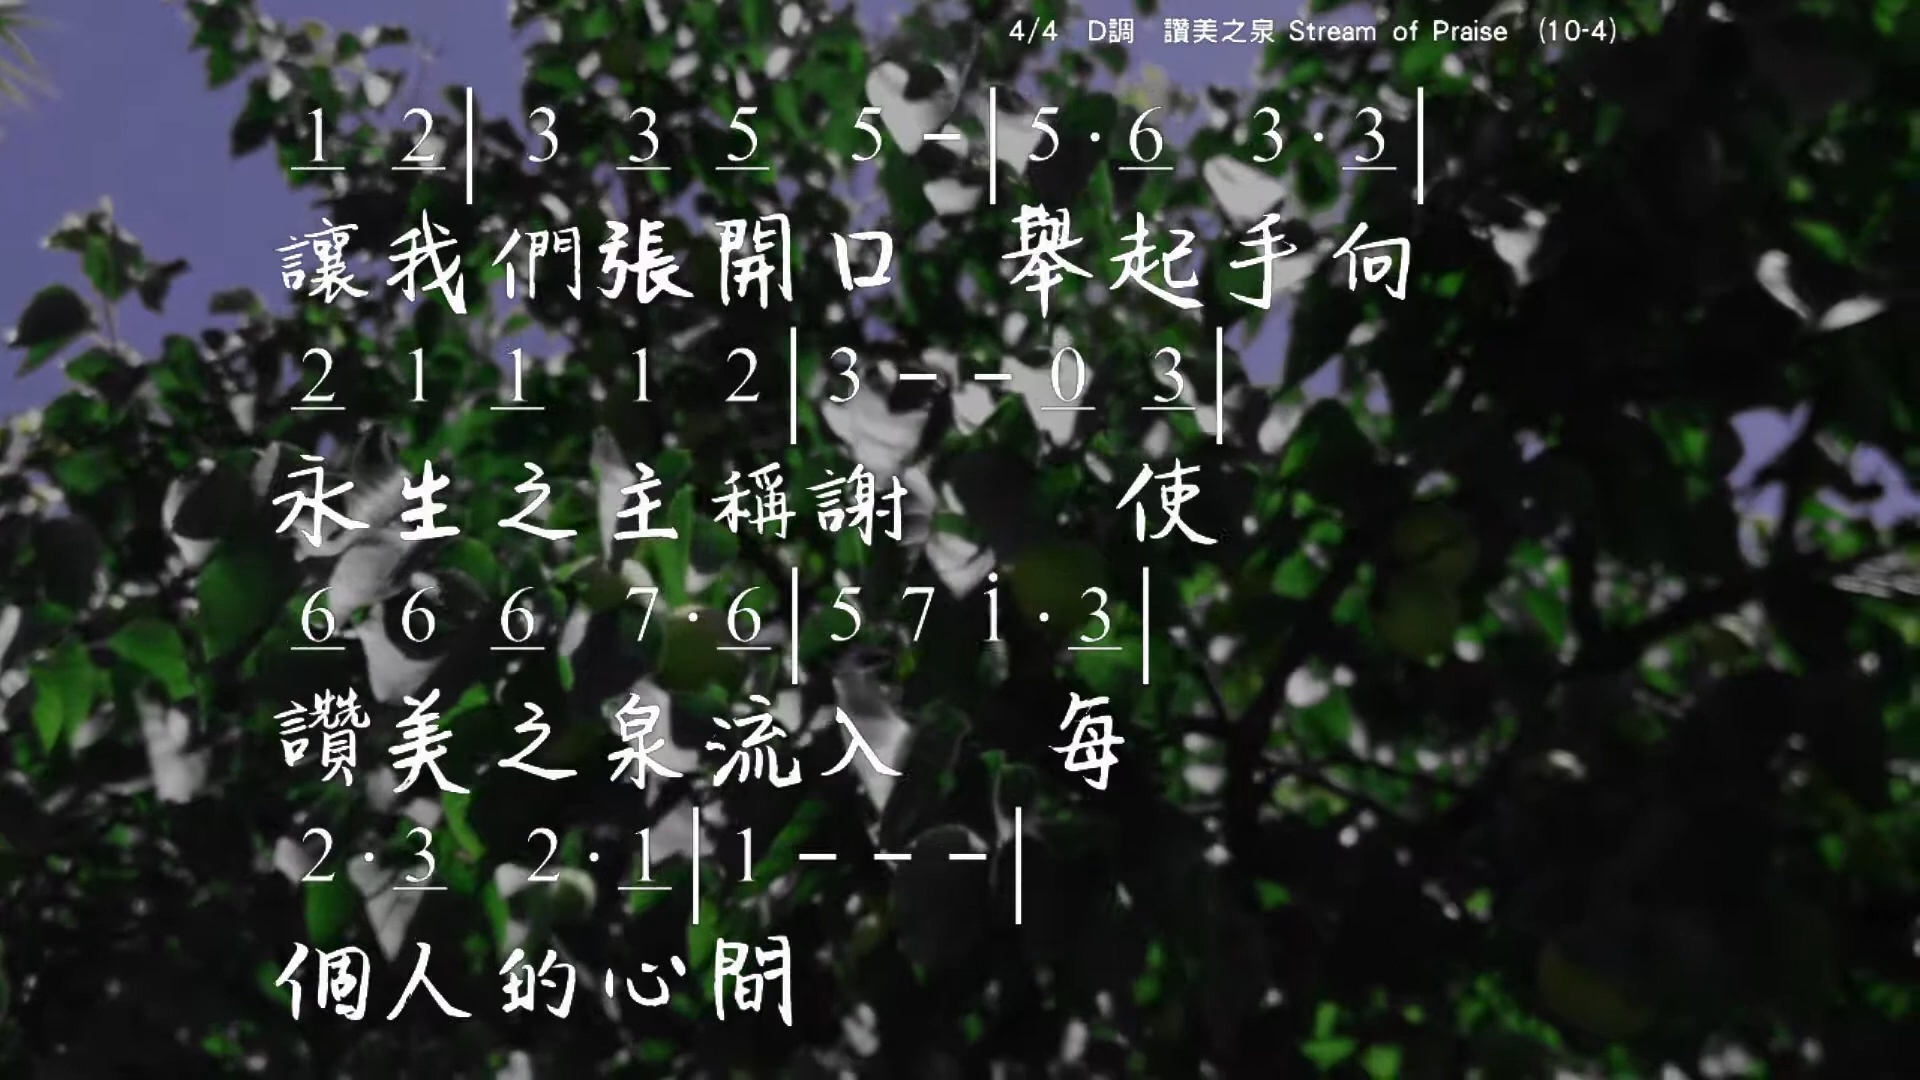 4/4 D調 讚美之泉 Stream of Praise (10-4)
1 2 | 3 3 5 5 - | 5 · 6 3 · 3 |
讓我們張開口 舉起手向
2 1 1 1 2 | 3 - - 0 3 |
永生之主稱謝 使
6 6 6 7 · 6 | 5 7 i · 3 |
讚美之泉流入 每
2 · 3 2 · 1 | 1 - - - |
個人的心間